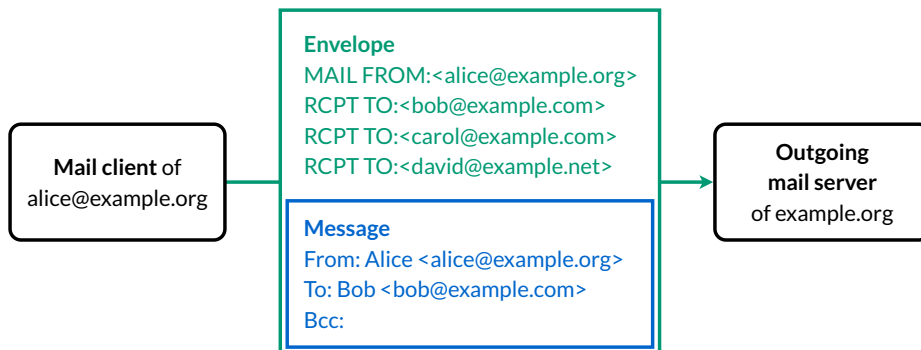 Mail client of
alice@example.org
Envelope
MAIL FROM:<alice@example.org>
RCPT TO:<bob@example.com>
RCPT TO:<carol@example.com>
RCPT TO:<david@example.net>
Message
From: Alice <alice@example.org>
To: Bob <bob@example.com>
Bcc:
Outgoing
mail server
of example.org